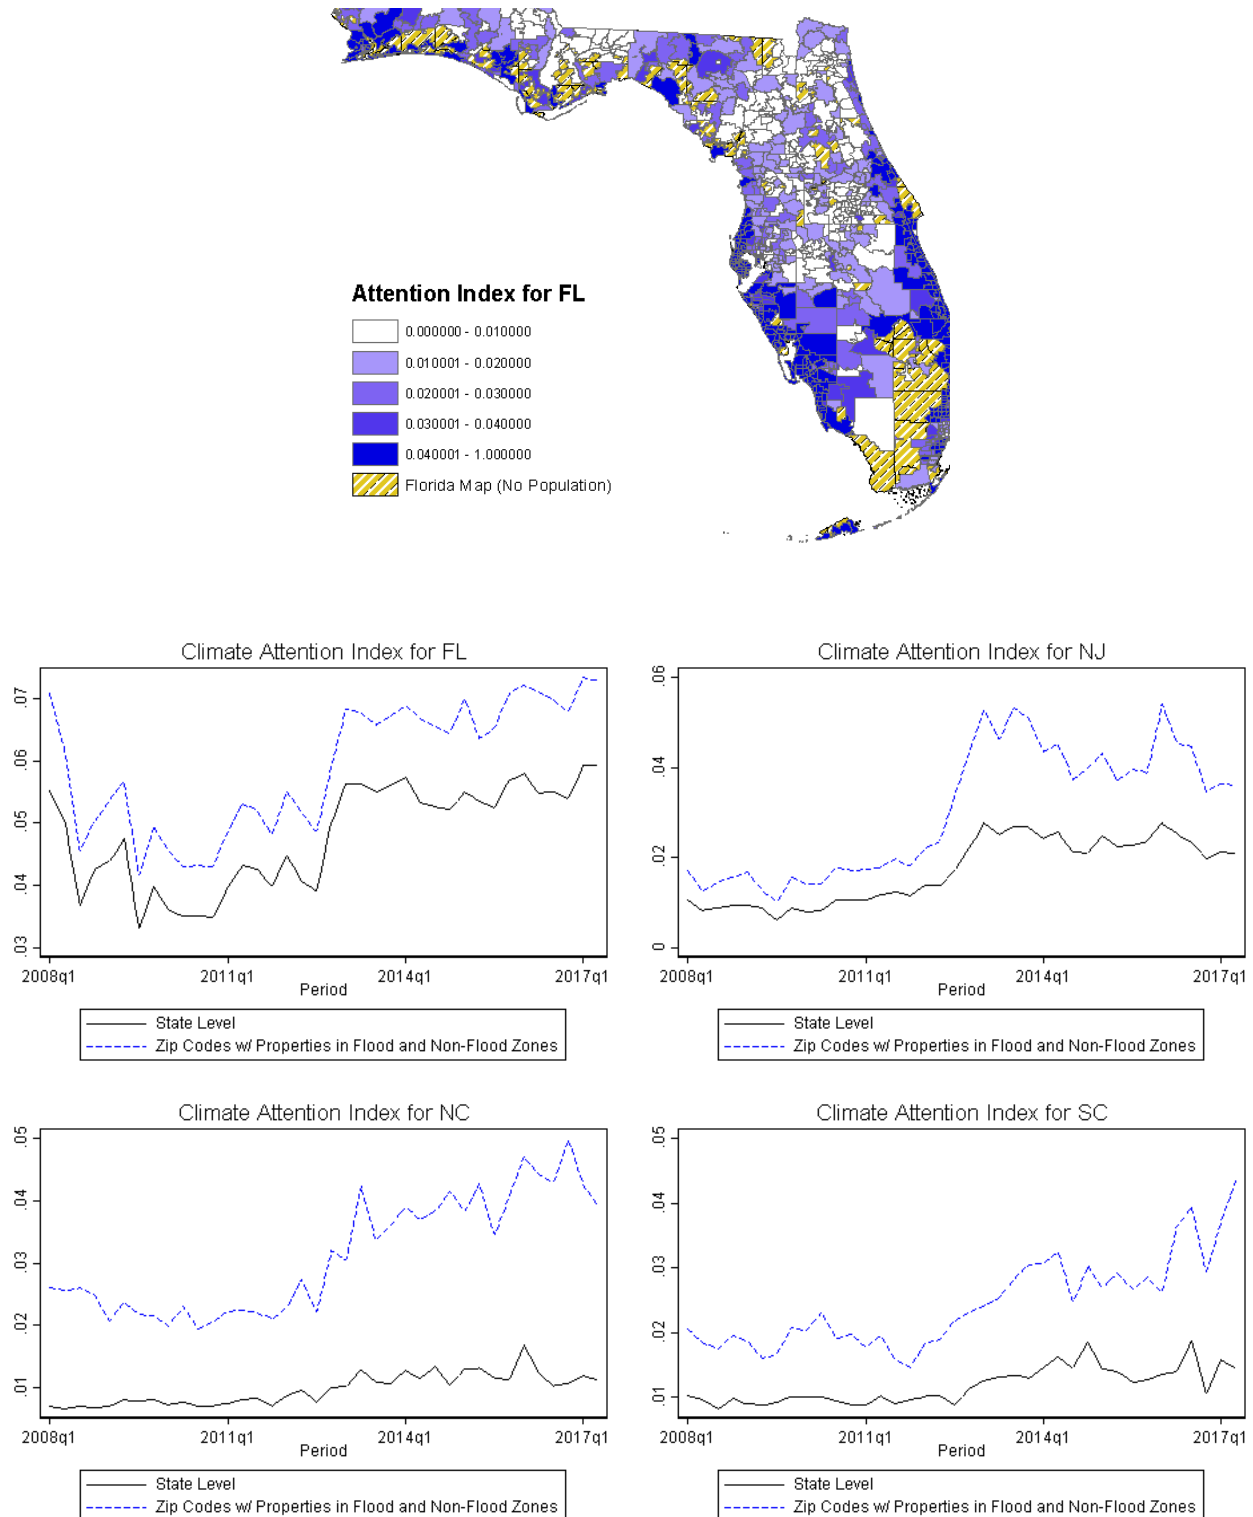 Attention Index for FL
0.000000 - 0.010000
0.010001 - 0.020000
0.020001 - 0.030000
0.030001 - 0.040000
0.040001 - 1.000000
Florida Map (No Population)
Climate Attention Index for FL
.07
.06
.05
.04
.03
2008q1 2011q1 2014q1 2017q1
Period
State Level
Zip Codes w/ Properties in Flood and Non-Flood Zones
Climate Attention Index for NJ
.06
.04
.02
0
2008q1 2011q1 2014q1 2017q1
Period
State Level
Zip Codes w/ Properties in Flood and Non-Flood Zones
Climate Attention Index for NC
.05
.04
.03
.02
.01
2008q1 2011q1 2014q1 2017q1
Period
State Level
Zip Codes w/ Properties in Flood and Non-Flood Zones
Climate Attention Index for SC
.05
.04
.03
.02
.01
2008q1 2011q1 2014q1 2017q1
Period
State Level
Zip Codes w/ Properties in Flood and Non-Flood Zones